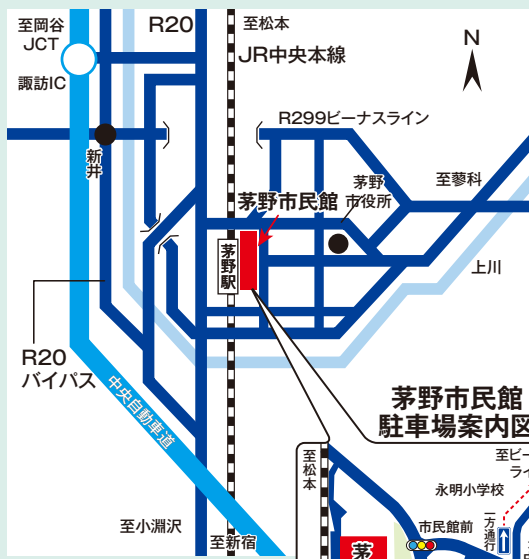 至岡谷
JCT
R20
至松本
JR中央本線
N
諏訪IC
R299ビーナスライン
新井
茅野
市役所
至蓼科
茅野市民館
茅野駅
上川
R20
バイパス
中央自動車道
茅野市民館
駐車場案内図
至松本
至ビー
ライ
永明小学校
一方通行
市民館前
至小淵沢
至新宿
茅